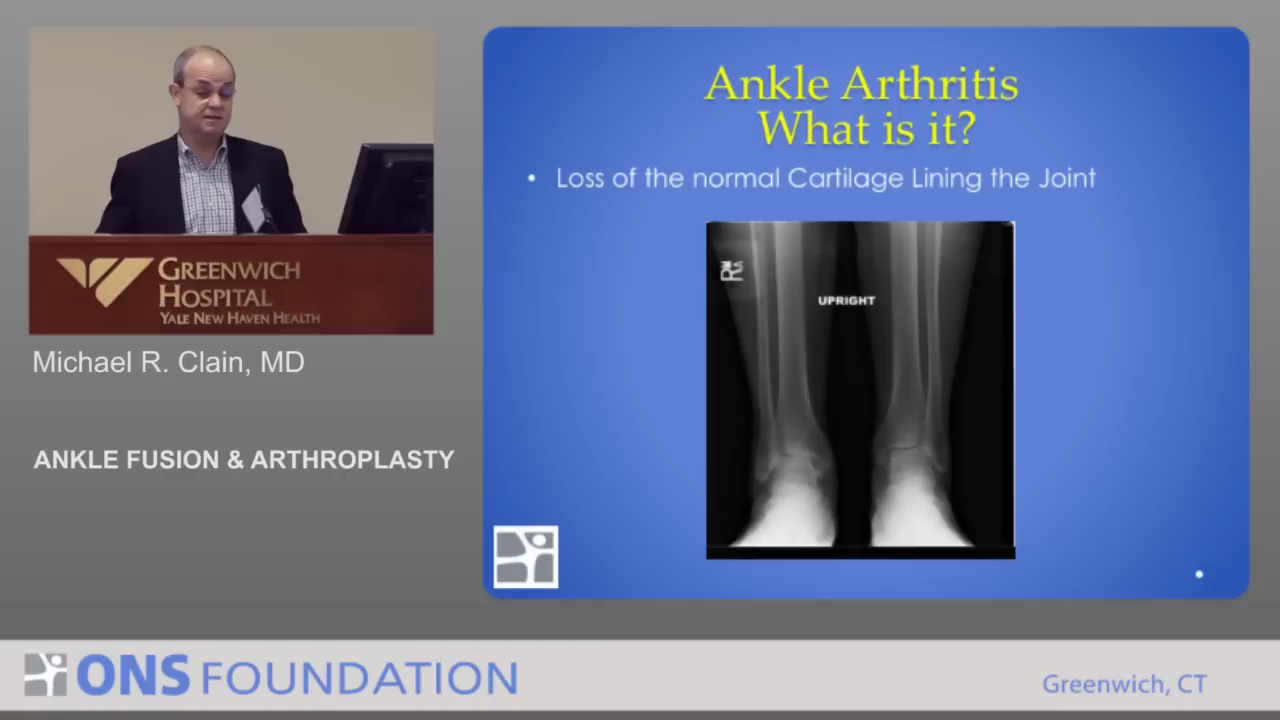 GREENWICH
HOSPITAL
YALE NEW HAVEN HEALTH
Michael R. Clain, MD
ANKLE FUSION & ARTHROPLASTY
Ankle Arthritis
What is it?
• Loss of the normal Cartilage Lining the Joint
UPRIGHT
ONS FOUNDATION
Greenwich, CT